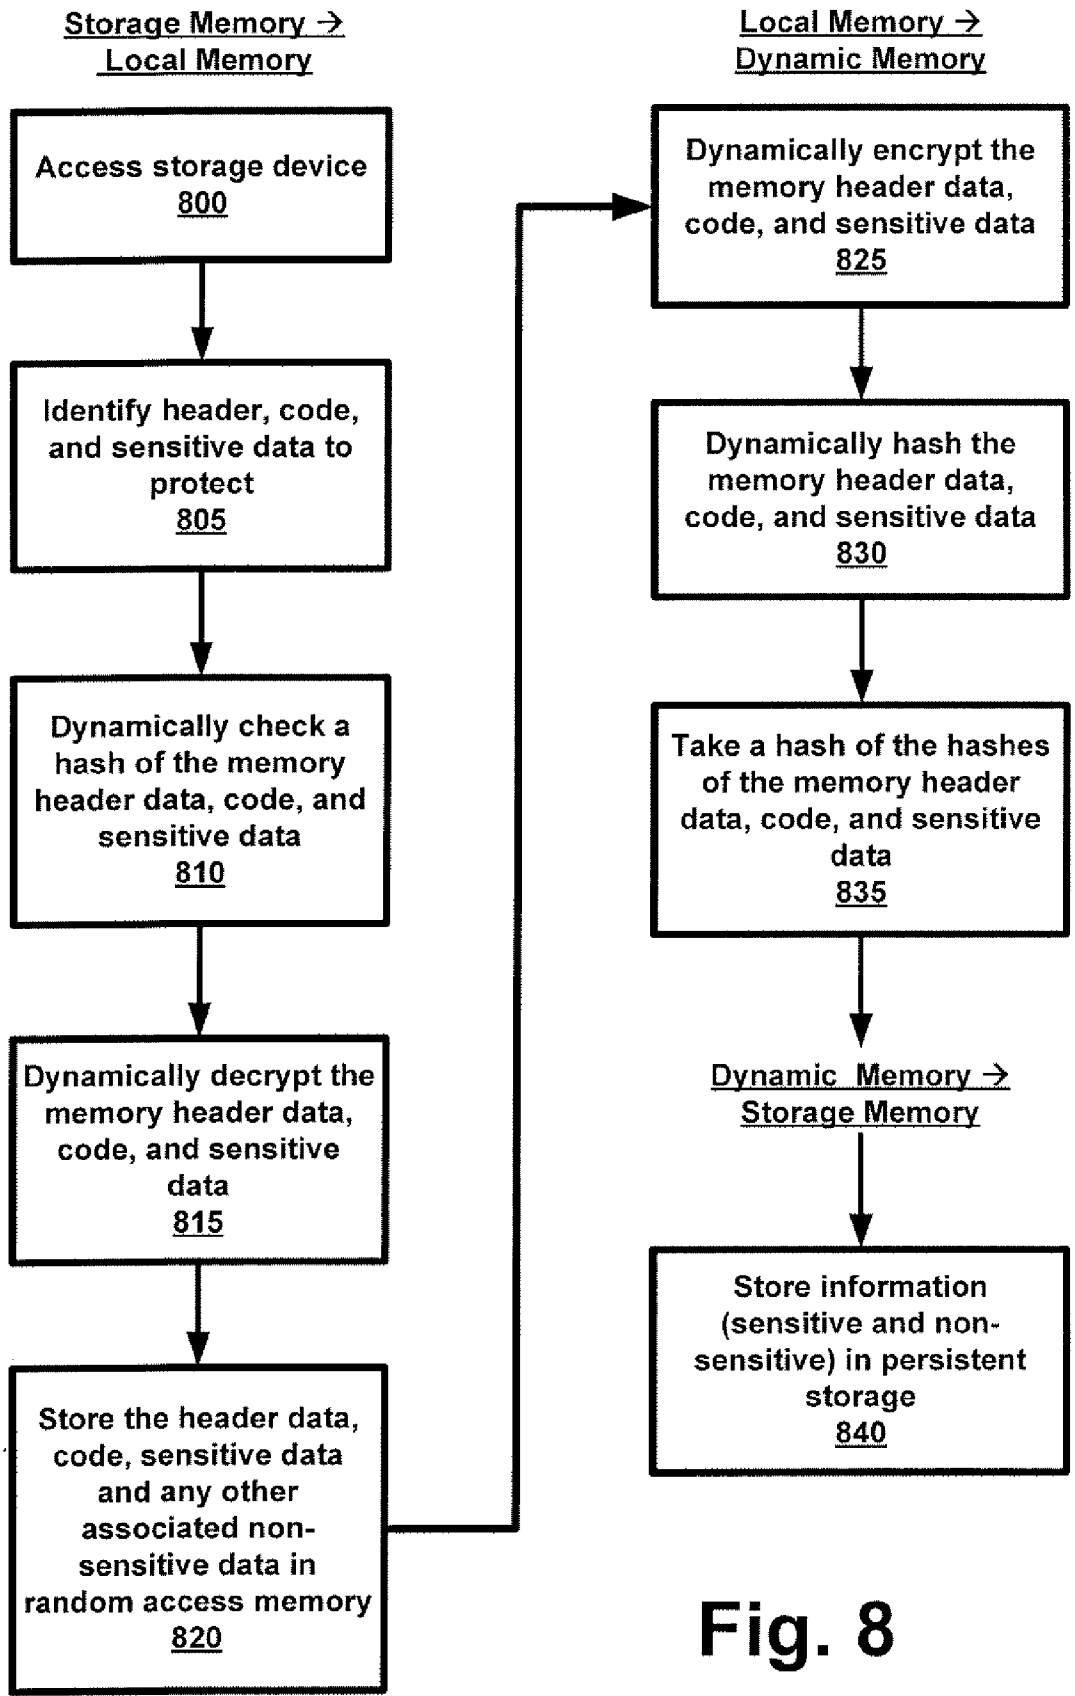 Storage Memory →
Local Memory
Access storage device
800
Identify header, code,
and sensitive data to
protect
805
Dynamically check a
hash of the memory
header data, code, and
sensitive data
810
Dynamically decrypt the
memory header data,
code, and sensitive
data
815
Store the header data,
code, sensitive data
and any other
associated non-
sensitive data in
random access memory
820
Local Memory →
Dynamic Memory
Dynamically encrypt the
memory header data,
code, and sensitive data
825
Dynamically hash the
memory header data,
code, and sensitive data
830
Take a hash of the hashes
of the memory header
data, code, and sensitive
data
835
Dynamic Memory →
Storage Memory
Store information
(sensitive and non-
sensitive) in persistent
storage
840
Fig. 8